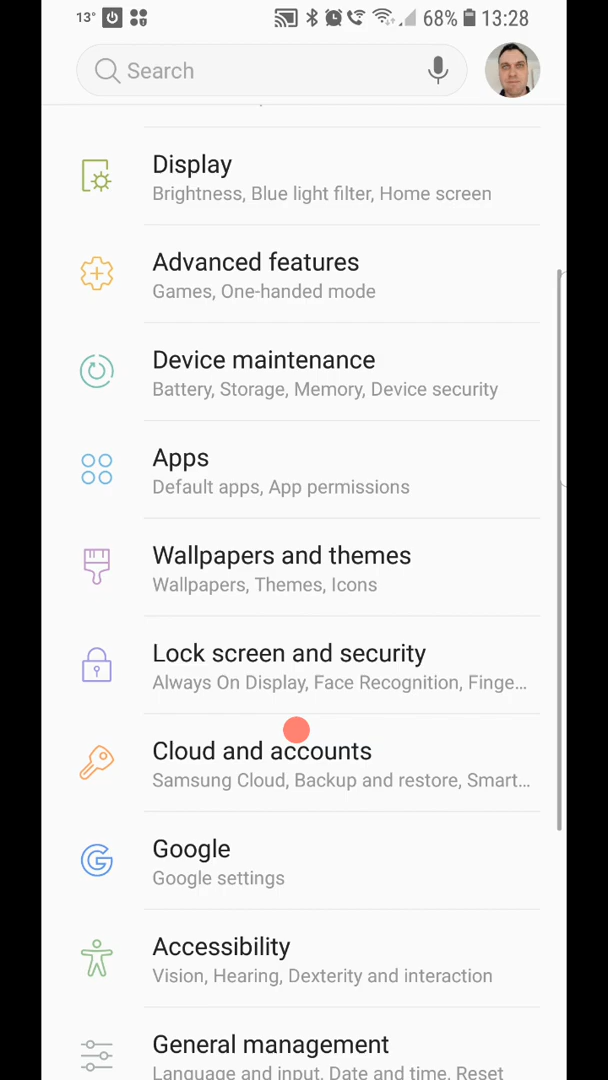 13° 68% 13:28
Search
Display
Brightness, Blue light filter, Home screen
Advanced features
Games, One-handed mode
Device maintenance
Battery, Storage, Memory, Device security
Apps
Default apps, App permissions
Wallpapers and themes
Wallpapers, Themes, Icons
Lock screen and security
Always On Display, Face Recognition, Finge...
Cloud and accounts
Samsung Cloud, Backup and restore, Smart...
Google
Google settings
Accessibility
Vision, Hearing, Dexterity and interaction
General management
Language and input, Date and time, Reset